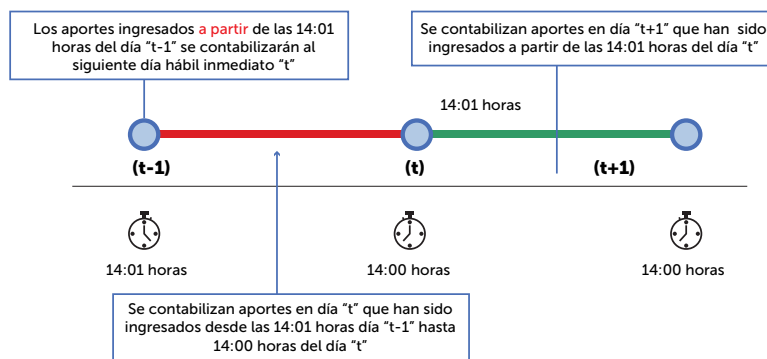 Los aportes ingresados a partir de las 14:01
horas del día “t-1” se contabilizarán al
siguiente día hábil inmediato “t”
Se contabilizan aportes en día “t+1” que han sido
ingresados a partir de las 14:01 horas del día “t”
14:01 horas
(t-1)
(t)
(t+1)
14:01 horas
14:00 horas
14:00 horas
Se contabilizan aportes en día “t” que han sido
ingresados desde las 14:01 horas día “t-1” hasta
14:00 horas del día “t”